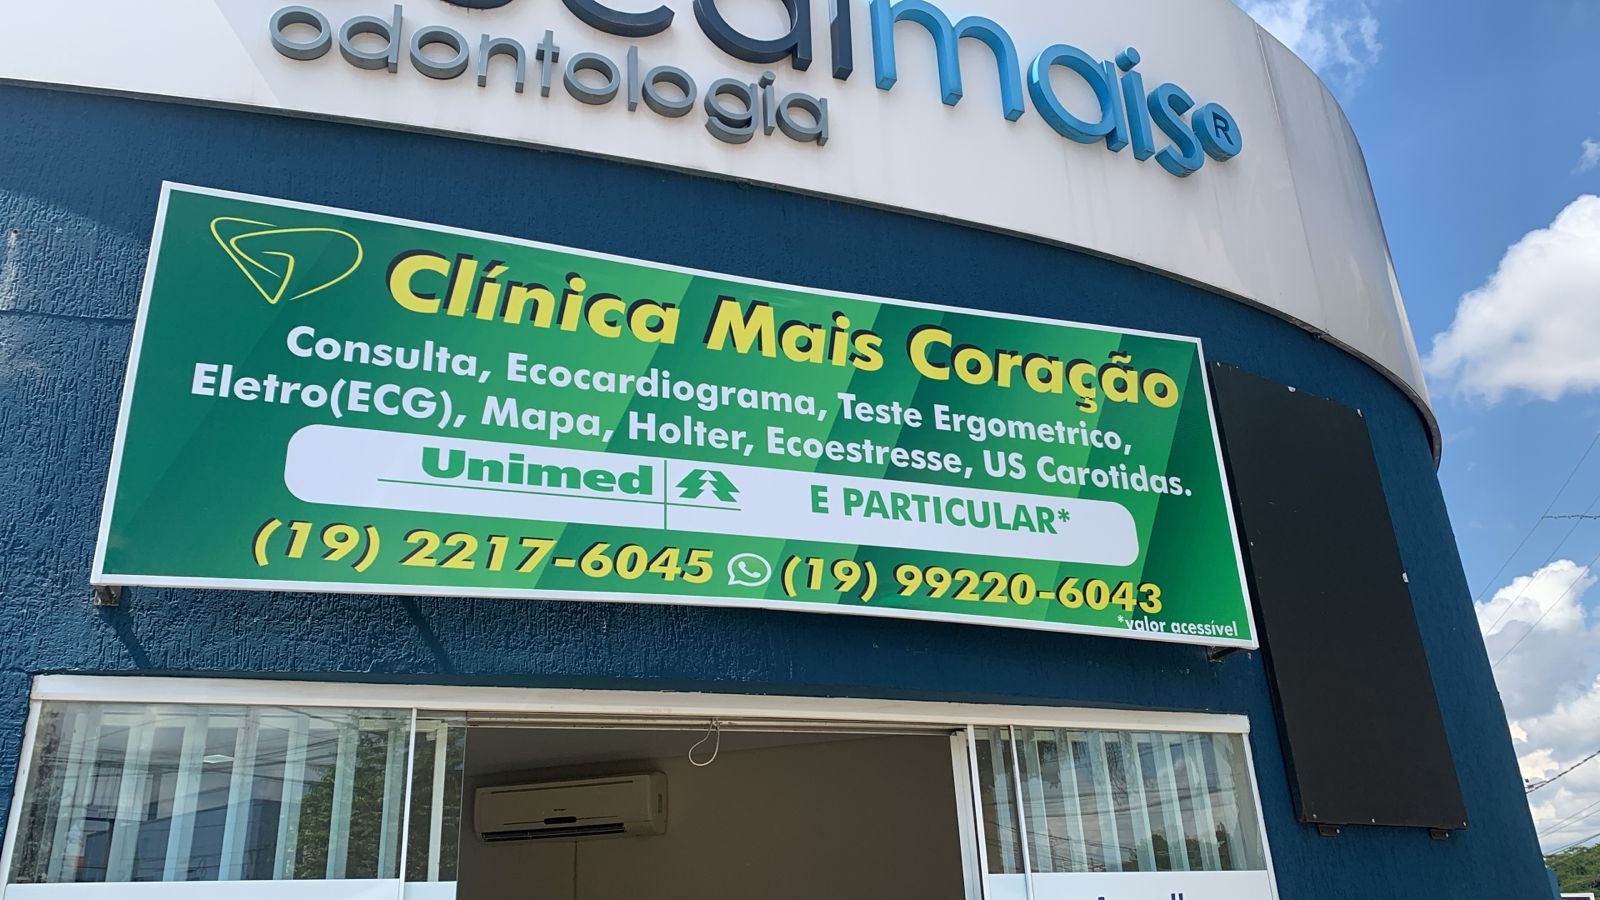 mais®
odontologia
Clínica Mais Coração
Consulta, Ecocardiograma, Teste Ergometrico,
Eletro(ECG), Mapa, Holter, Ecoestresse, US Carotidas.
Unimed E PARTICULAR*
(19) 2217-6045 (19) 99220-6043
*valor acessível